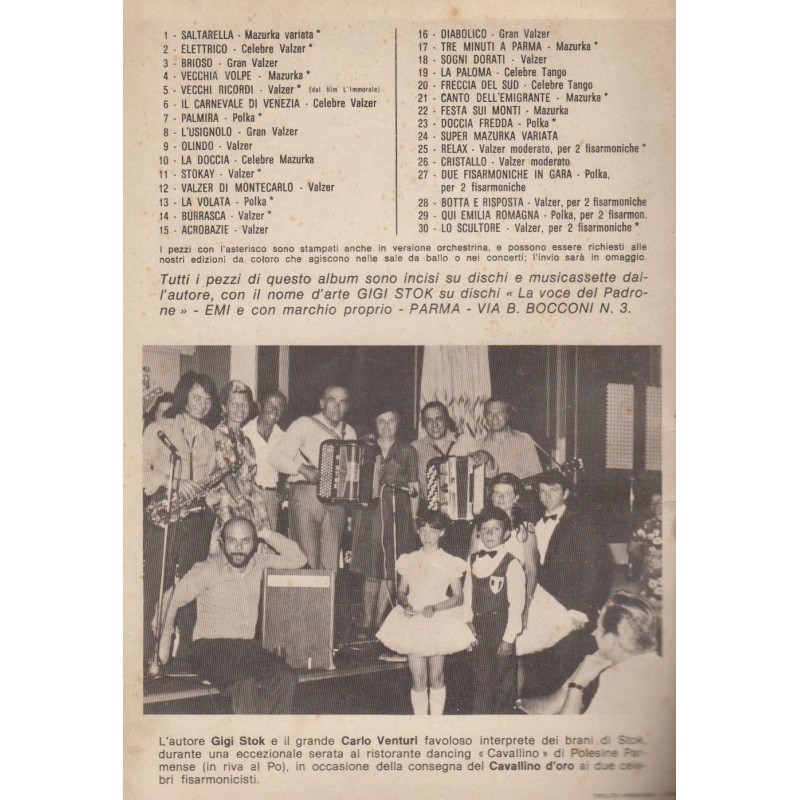 1 - SALTARELLA - Mazurka variata *
2 - ELETTRICO - Celebre Valzer *
3 - BRIOSO - Gran Valzer
4 - VECCHIA VOLPE - Mazurka *
5 - VECCHI RICORDI - Valzer * (dal film L'Immorale)
6 - IL CARNEVALE DI VENEZIA - Celebre Valzer
7 - PALMIRA - Polka *
8 - L'USIGNOLO - Gran Valzer
9 - OLINDO - Valzer
10 - LA DOCCIA - Celebre Mazurka
11 - STOKAY - Valzer *
12 - VALZER DI MONTECARLO - Valzer
13 - LA VOLATA - Polka *
14 - BURRASCA - Valzer *
15 - ACROBAZIE - Valzer
16 - DIABOLICO - Gran Valzer
17 - TRE MINUTI A PARMA - Mazurka *
18 - SOGNI DORATI - Valzer
19 - LA PALOMA - Celebre Tango
20 - FRECCIA DEL SUD - Celebre Tango
21 - CANTO DELL'EMIGRANTE - Mazurka *
22 - FESTA SUI MONTI - Mazurka
23 - DOCCIA FREDDA - Polka *
24 - SUPER MAZURKA VARIATA
25 - RELAX - Valzer moderato, per 2 fisarmoniche *
26 - CRISTALLO - Valzer moderato
27 - DUE FISARMONICHE IN GARA - Polka,
per 2 fisarmoniche
28 - BOTTA E RISPOSTA - Valzer, per 2 fisarmoniche
29 - QUI EMILIA ROMAGNA - Polka, per 2 fisarmon.
30 - LO SCULTORE - Valzer, per 2 fisarmoniche *
I pezzi con l'asterisco sono stampati anche in versione orchestrina, e possono essere richiesti alle
nostri edizioni da coloro che agiscono nelle sale da ballo o nei concerti; l'invio sarà in omaggio.
Tutti i pezzi di questo album sono incisi su dischi e musicassette dal-
l'autore, con il nome d'arte GIGI STOK su dischi « La voce del Padro-
ne » - EMI e con marchio proprio - PARMA - VIA B. BOCCONI N. 3.
L'autore Gigi Stok e il grande Carlo Venturi favoloso interprete dei brani di Stok,
durante una eccezionale serata al ristorante dancing « Cavallino » di Polesine Par-
mense (in riva al Po), in occasione della consegna del Cavallino d'oro ai due cele-
bri fisarmonicisti.